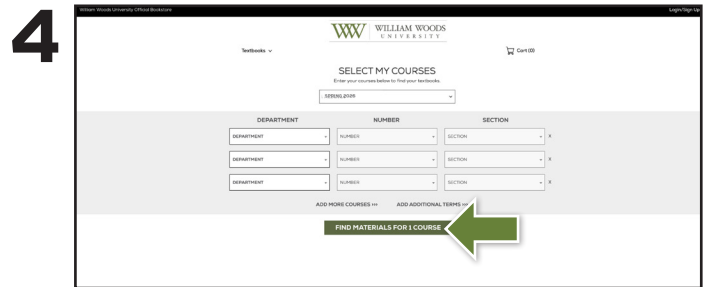 4
William Woods University Official Bookstore Login/Sign Up
WILLIAM WOODS
UNIVERSITY
Textbooks Cart (0)
SELECT MY COURSES
Enter your courses below to find your textbooks.
SPRING 2026
DEPARTMENT NUMBER SECTION
DEPARTMENT NUMBER SECTION X
DEPARTMENT NUMBER SECTION X
DEPARTMENT NUMBER SECTION X
ADD MORE COURSES >>> ADD ADDITIONAL TERMS >>>
FIND MATERIALS FOR 1 COURSE